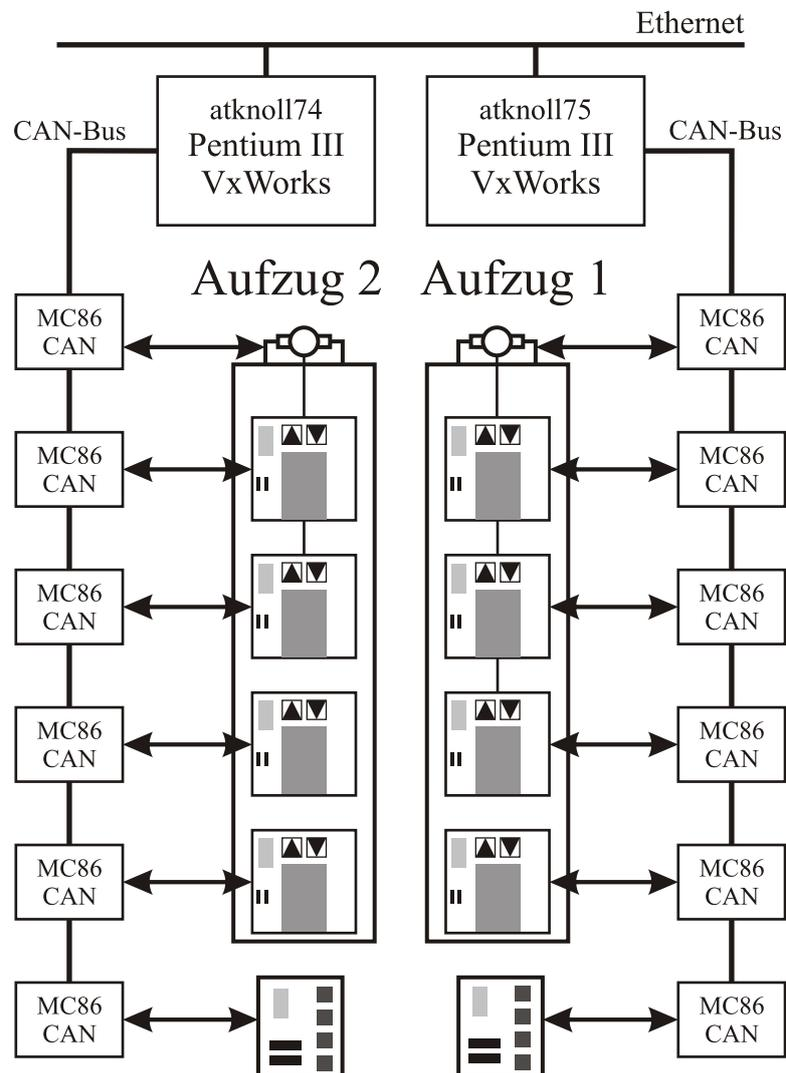 Ethernet
CAN-Bus
atknoll74
Pentium III
VxWorks
atknoll75
Pentium III
VxWorks
CAN-Bus
Aufzug 2
Aufzug 1
MC86
CAN
MC86
CAN
MC86
CAN
MC86
CAN
MC86
CAN
MC86
CAN
MC86
CAN
MC86
CAN
MC86
CAN
MC86
CAN
MC86
CAN
MC86
CAN